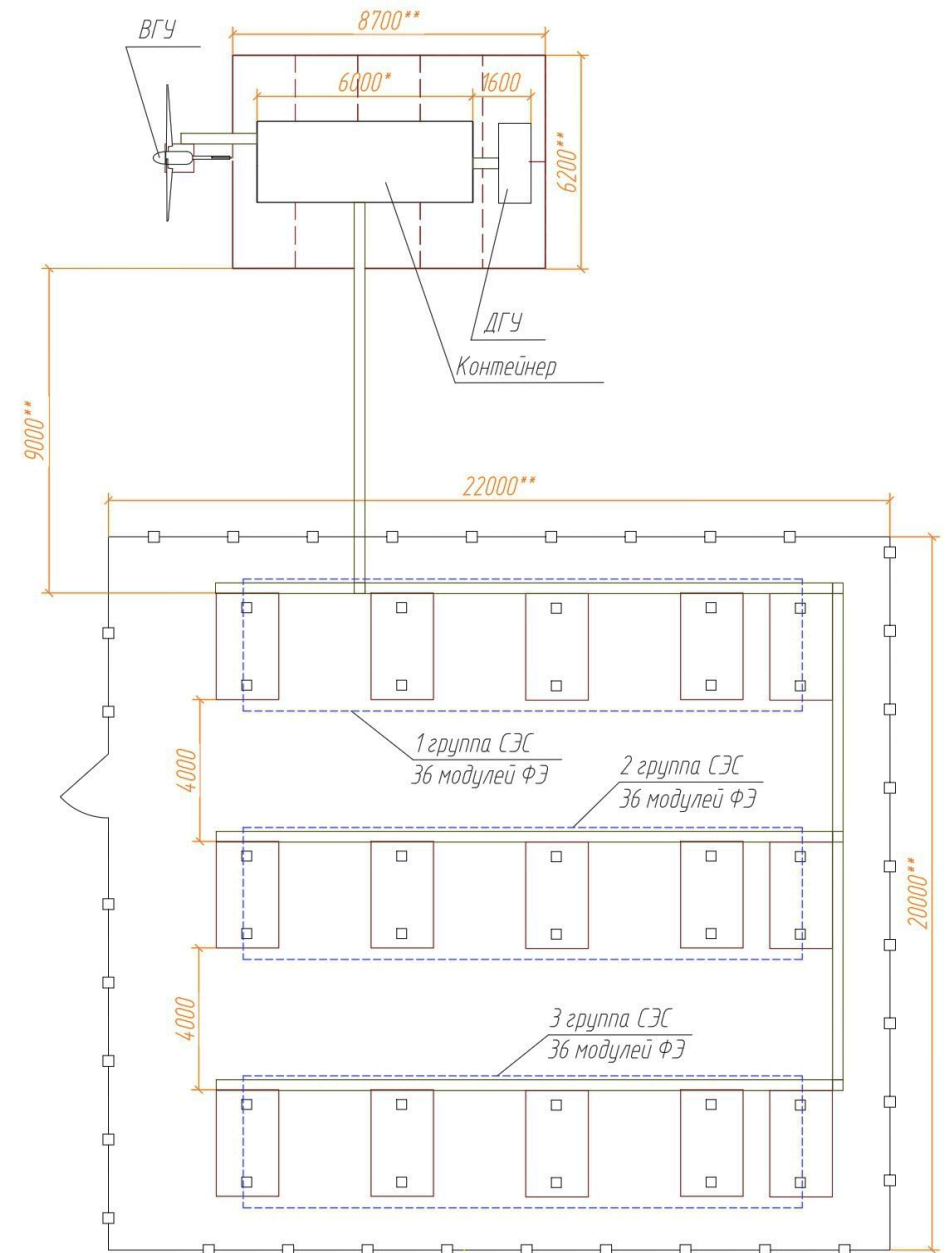 ВГУ
8700**
6000*
1600
6200**
ДГУ
Контейнер
9000**
22000**
1 группа СЭС
36 модулей ФЭ
4000
2 группа СЭС
36 модулей ФЭ
20000**
4000
3 группа СЭС
36 модулей ФЭ